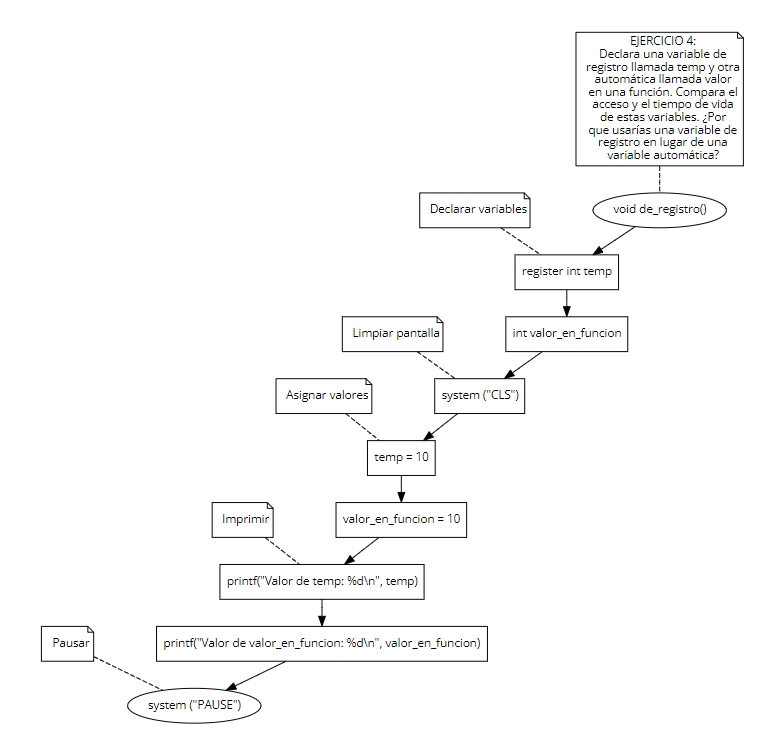 EJERCICIO 4:
Declara una variable de
registro llamada temp y otra
automática llamada valor
en una función. Compara el
acceso y el tiempo de vida
de estas variables. ¿Por
que usarías una variable de
registro en lugar de una
variable automática?
void de_registro()
Declarar variables
register int temp
int valor_en_funcion
Limpiar pantalla
system ("CLS")
Asignar valores
temp = 10
valor_en_funcion = 10
Imprimir
printf("Valor de temp: %d\n", temp)
printf("Valor de valor_en_funcion: %d\n", valor_en_funcion)
Pausar
system ("PAUSE")